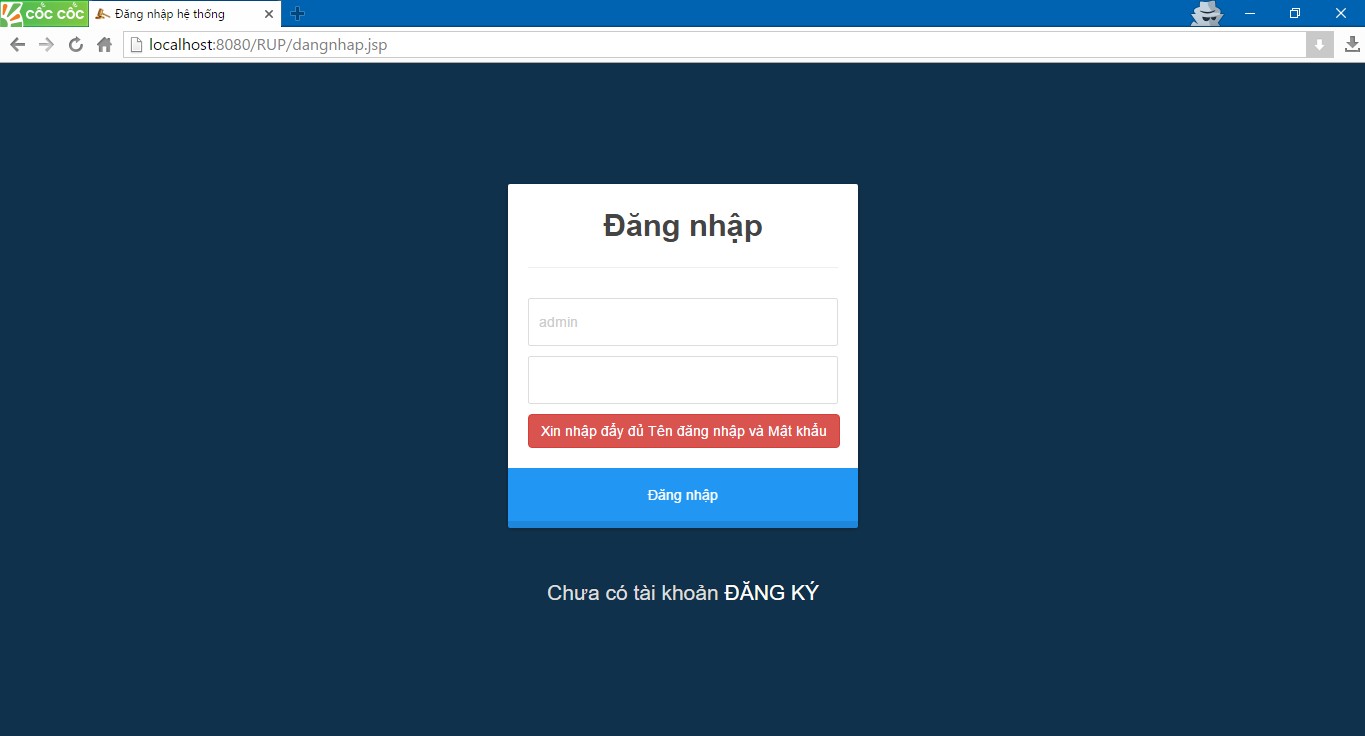 CỐC CỐC
Đăng nhập hệ thống
localhost:8080/RUP/dangnhap.jsp
Đăng nhập
admin
Xin nhập đẩy đủ Tên đăng nhập và Mật khẩu
Đăng nhập
Chưa có tài khoản ĐĂNG KÝ